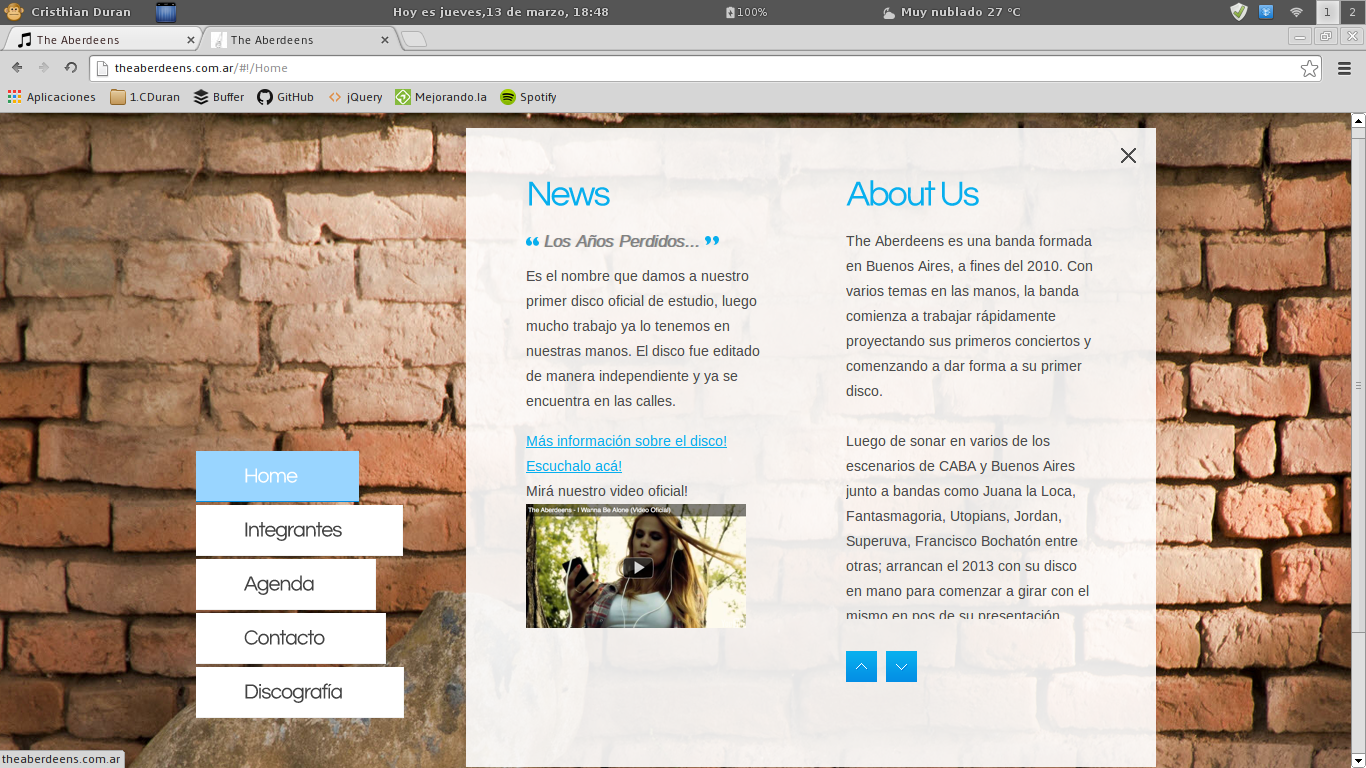 Cristhian Duran
Hoy es jueves,13 de marzo, 18:48
100%
Muy nublado 27 °C
1
2
The Aberdeens
The Aberdeens
theaberdeens.com.ar/#!/Home
Aplicaciones
1.CDuran
Buffer
GitHub
jQuery
Mejorando.la
Spotify
Home
Integrantes
Agenda
Contacto
Discografía
News
“ Los Años Perdidos... ”
Es el nombre que damos a nuestro
primer disco oficial de estudio, luego
mucho trabajo ya lo tenemos en
nuestras manos. El disco fue editado
de manera independiente y ya se
encuentra en las calles.
Más información sobre el disco!
Escuchalo acá!
Mirá nuestro video oficial!
The Aberdeens - I Wanna Be Alone (Video Oficial)
About Us
The Aberdeens es una banda formada
en Buenos Aires, a fines del 2010. Con
varios temas en las manos, la banda
comienza a trabajar rápidamente
proyectando sus primeros conciertos y
comenzando a dar forma a su primer
disco.
Luego de sonar en varios de los
escenarios de CABA y Buenos Aires
junto a bandas como Juana la Loca,
Fantasmagoria, Utopians, Jordan,
Superuva, Francisco Bochatón entre
otras; arrancan el 2013 con su disco
en mano para comenzar a girar con el
mismo en pos de su presentación
theaberdeens.com.ar